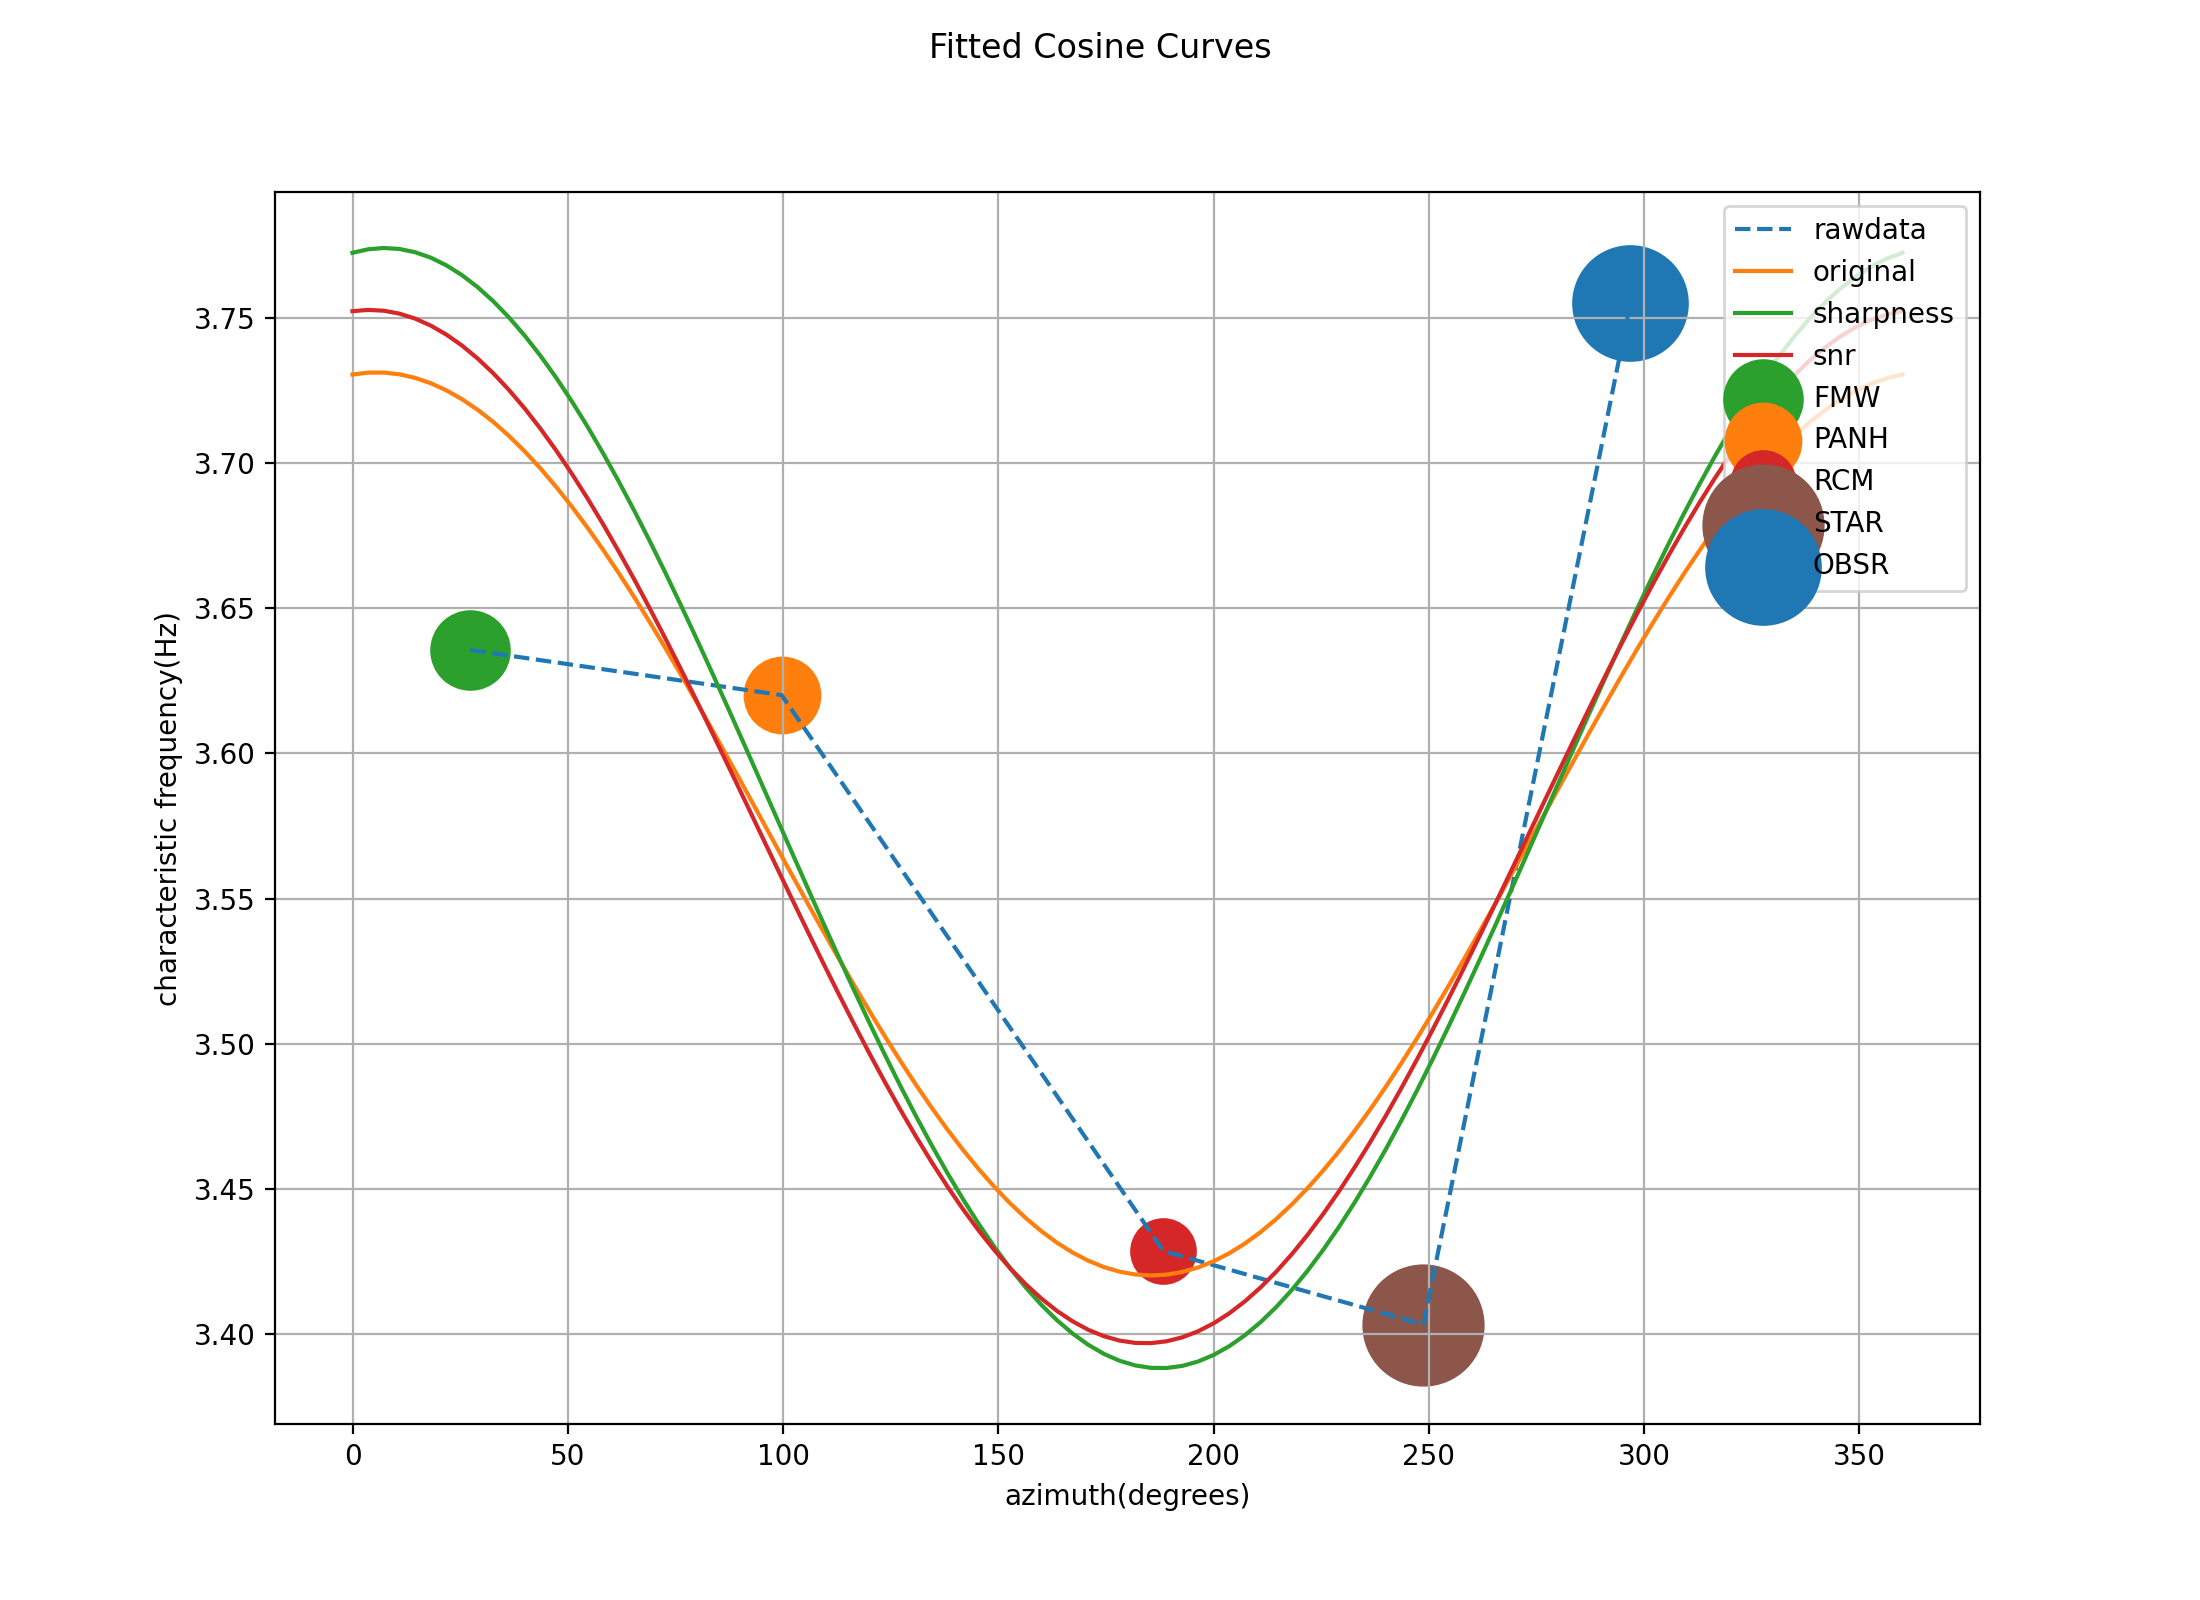 Fitted Cosine Curves
rawdata
original
sharpness
snr
FMW
PANH
RCM
STAR
OBSR
3.75
3.70
3.65
3.60
3.55
3.50
3.45
3.40
characteristic frequency(Hz)
0 50 100 150 200 250 300 350
azimuth(degrees)